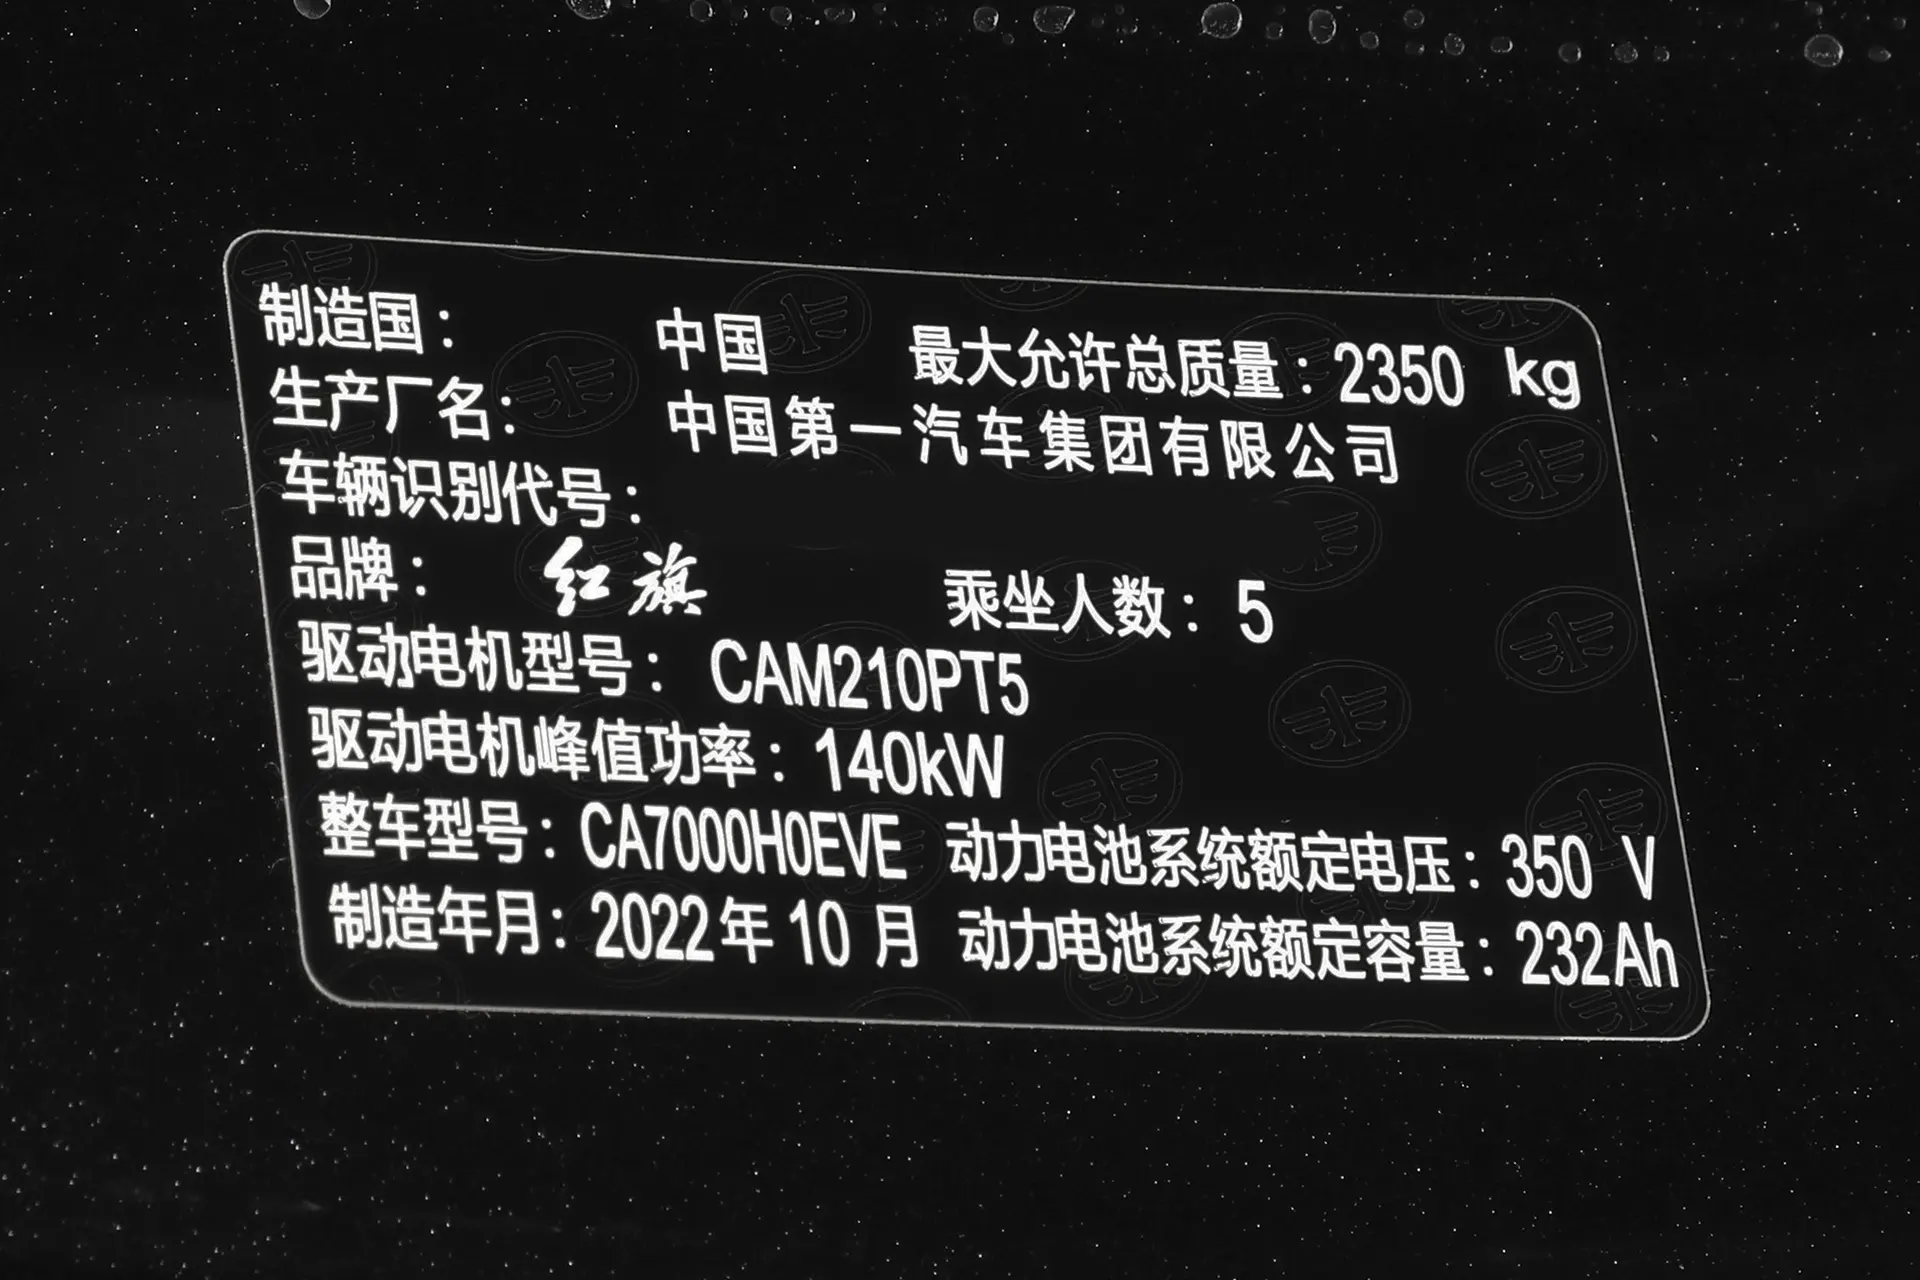 制造国： 中国 最大允许总质量：2350 kg
生产厂名： 中国第一汽车集团有限公司
车辆识别代号：
品牌： 红旗 乘坐人数：5
驱动电机型号：CAM210PT5
驱动电机峰值功率：140kW
整车型号：CA7000H0EVE 动力电池系统额定电压：350 V
制造年月：2022年10月 动力电池系统额定容量：232Ah